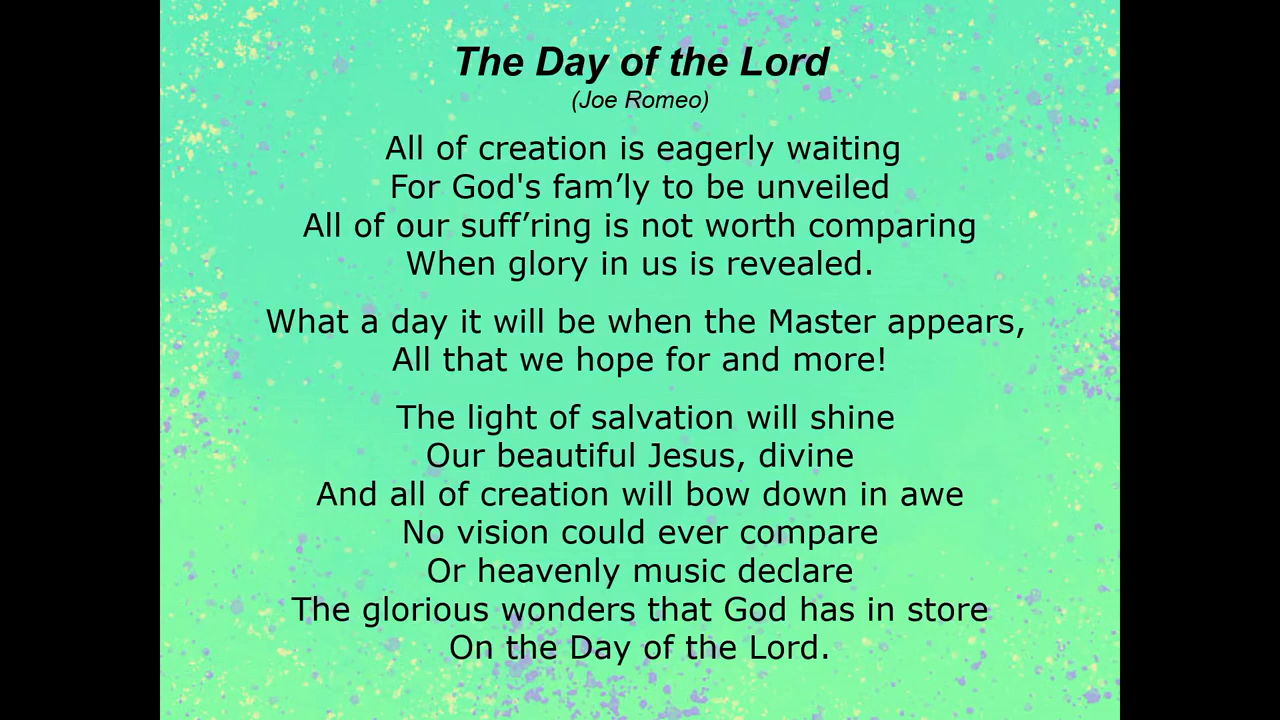 The Day of the Lord
(Joe Romeo)
All of creation is eagerly waiting
For God's fam’ly to be unveiled
All of our suff’ring is not worth comparing
When glory in us is revealed.
What a day it will be when the Master appears,
All that we hope for and more!
The light of salvation will shine
Our beautiful Jesus, divine
And all of creation will bow down in awe
No vision could ever compare
Or heavenly music declare
The glorious wonders that God has in store
On the Day of the Lord.